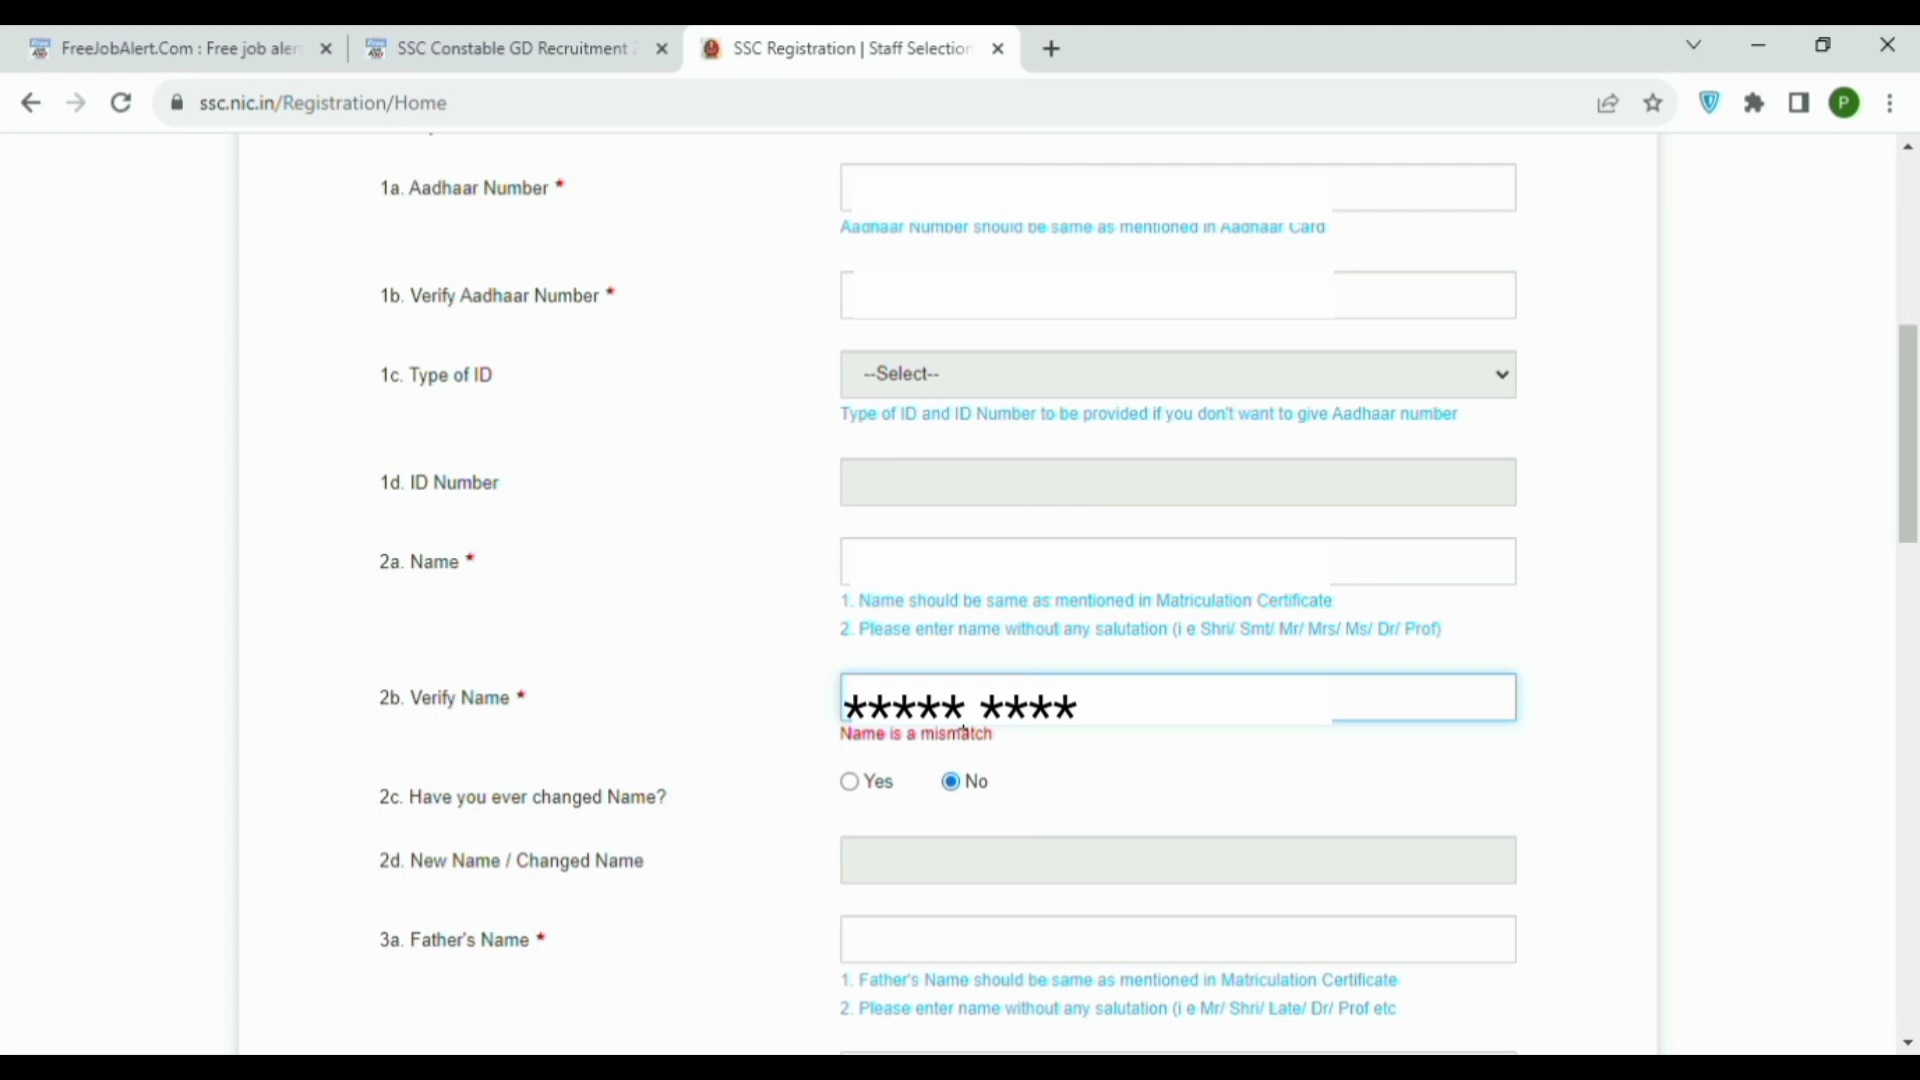 FreeJobAlert.Com : Free job aler
SSC Constable GD Recruitment 2
SSC Registration | Staff Selection
ssc.nic.in/Registration/Home
P
1a. Aadhaar Number *
Aadhaar Number should be same as mentioned in Aadhaar Card
1b. Verify Aadhaar Number *
1c. Type of ID
--Select--
Type of ID and ID Number to be provided if you don't want to give Aadhaar number
1d. ID Number
2a. Name *
1. Name should be same as mentioned in Matriculation Certificate
2. Please enter name without any salutation (i e Shri/ Smt/ Mr/ Mrs/ Ms/ Dr/ Prof)
2b. Verify Name *
***** ****
Name is a mismatch
Yes No
2c. Have you ever changed Name?
2d. New Name / Changed Name
3a. Father's Name *
1. Father's Name should be same as mentioned in Matriculation Certificate
2. Please enter name without any salutation (i e Mr/ Shri/ Late/ Dr/ Prof etc